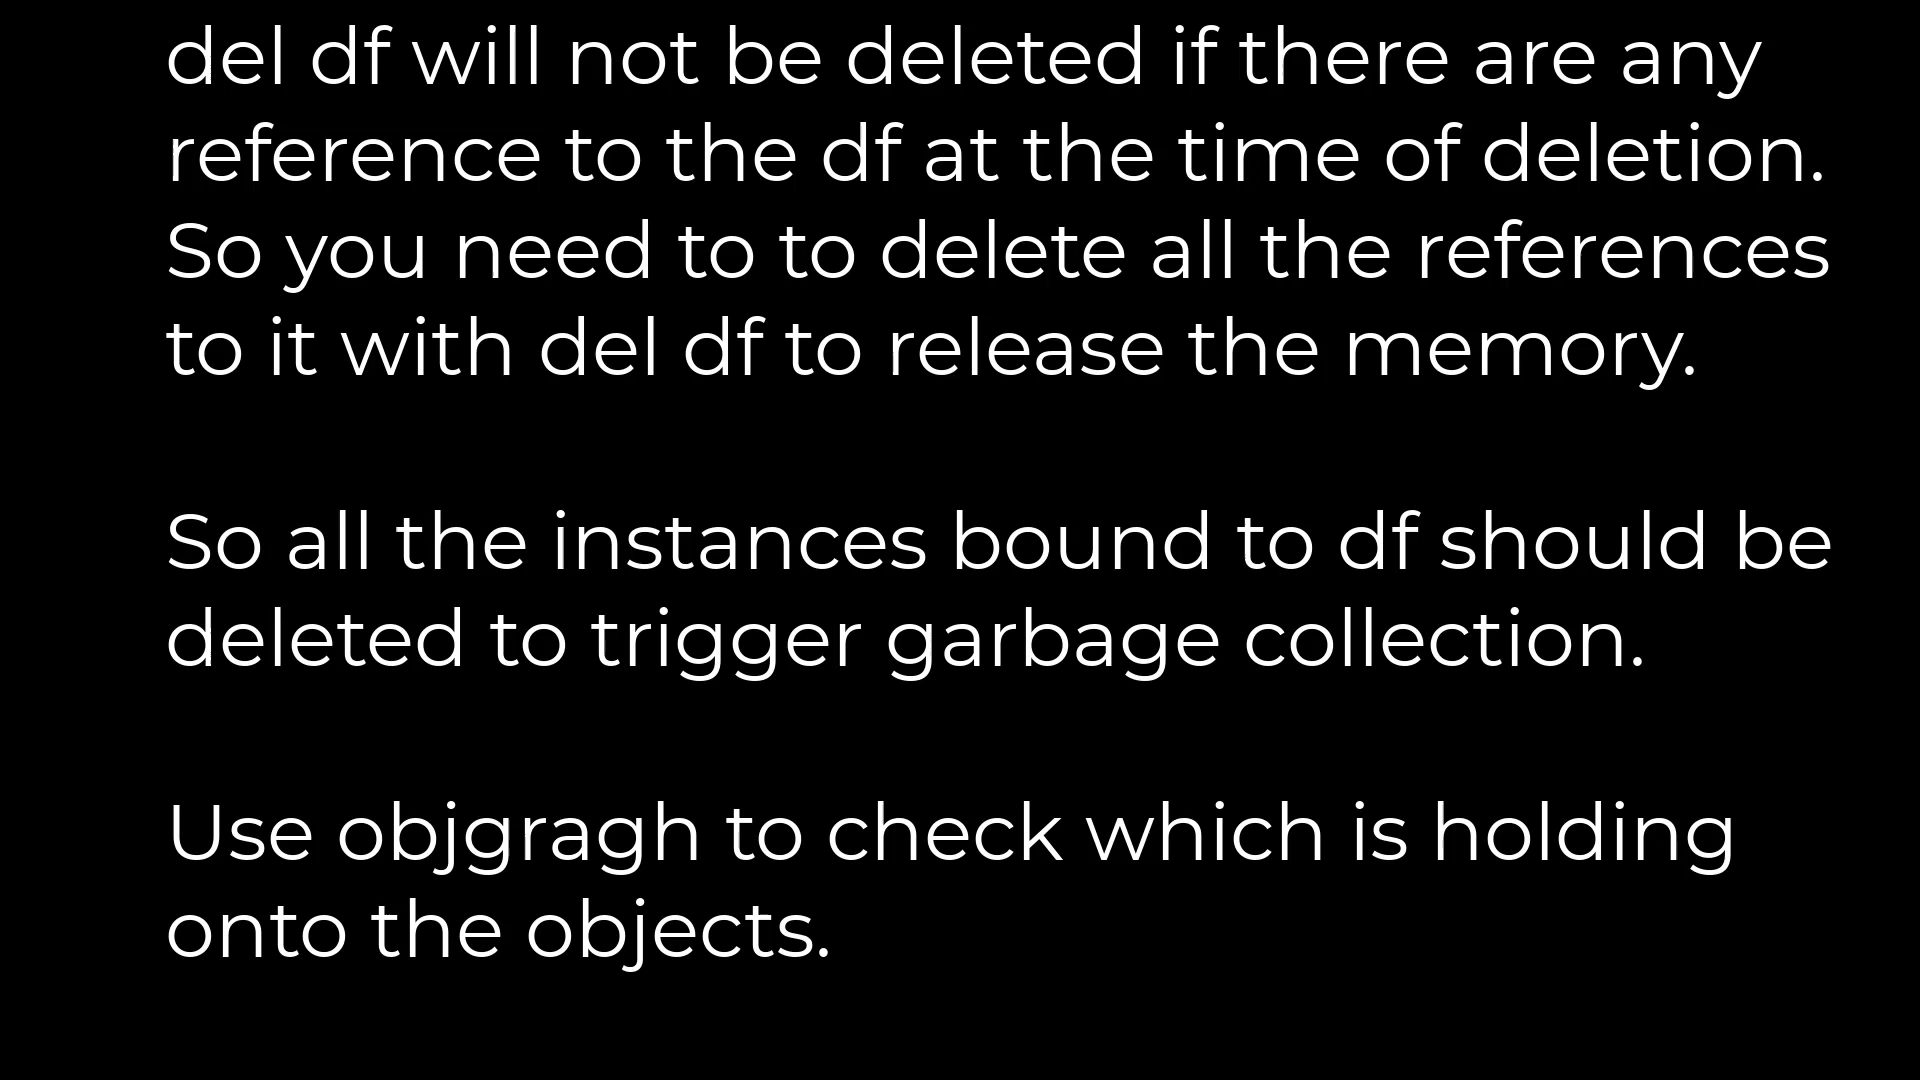 del df will not be deleted if there are any
reference to the df at the time of deletion.
So you need to to delete all the references
to it with del df to release the memory.
So all the instances bound to df should be
deleted to trigger garbage collection.
Use objgragh to check which is holding
onto the objects.